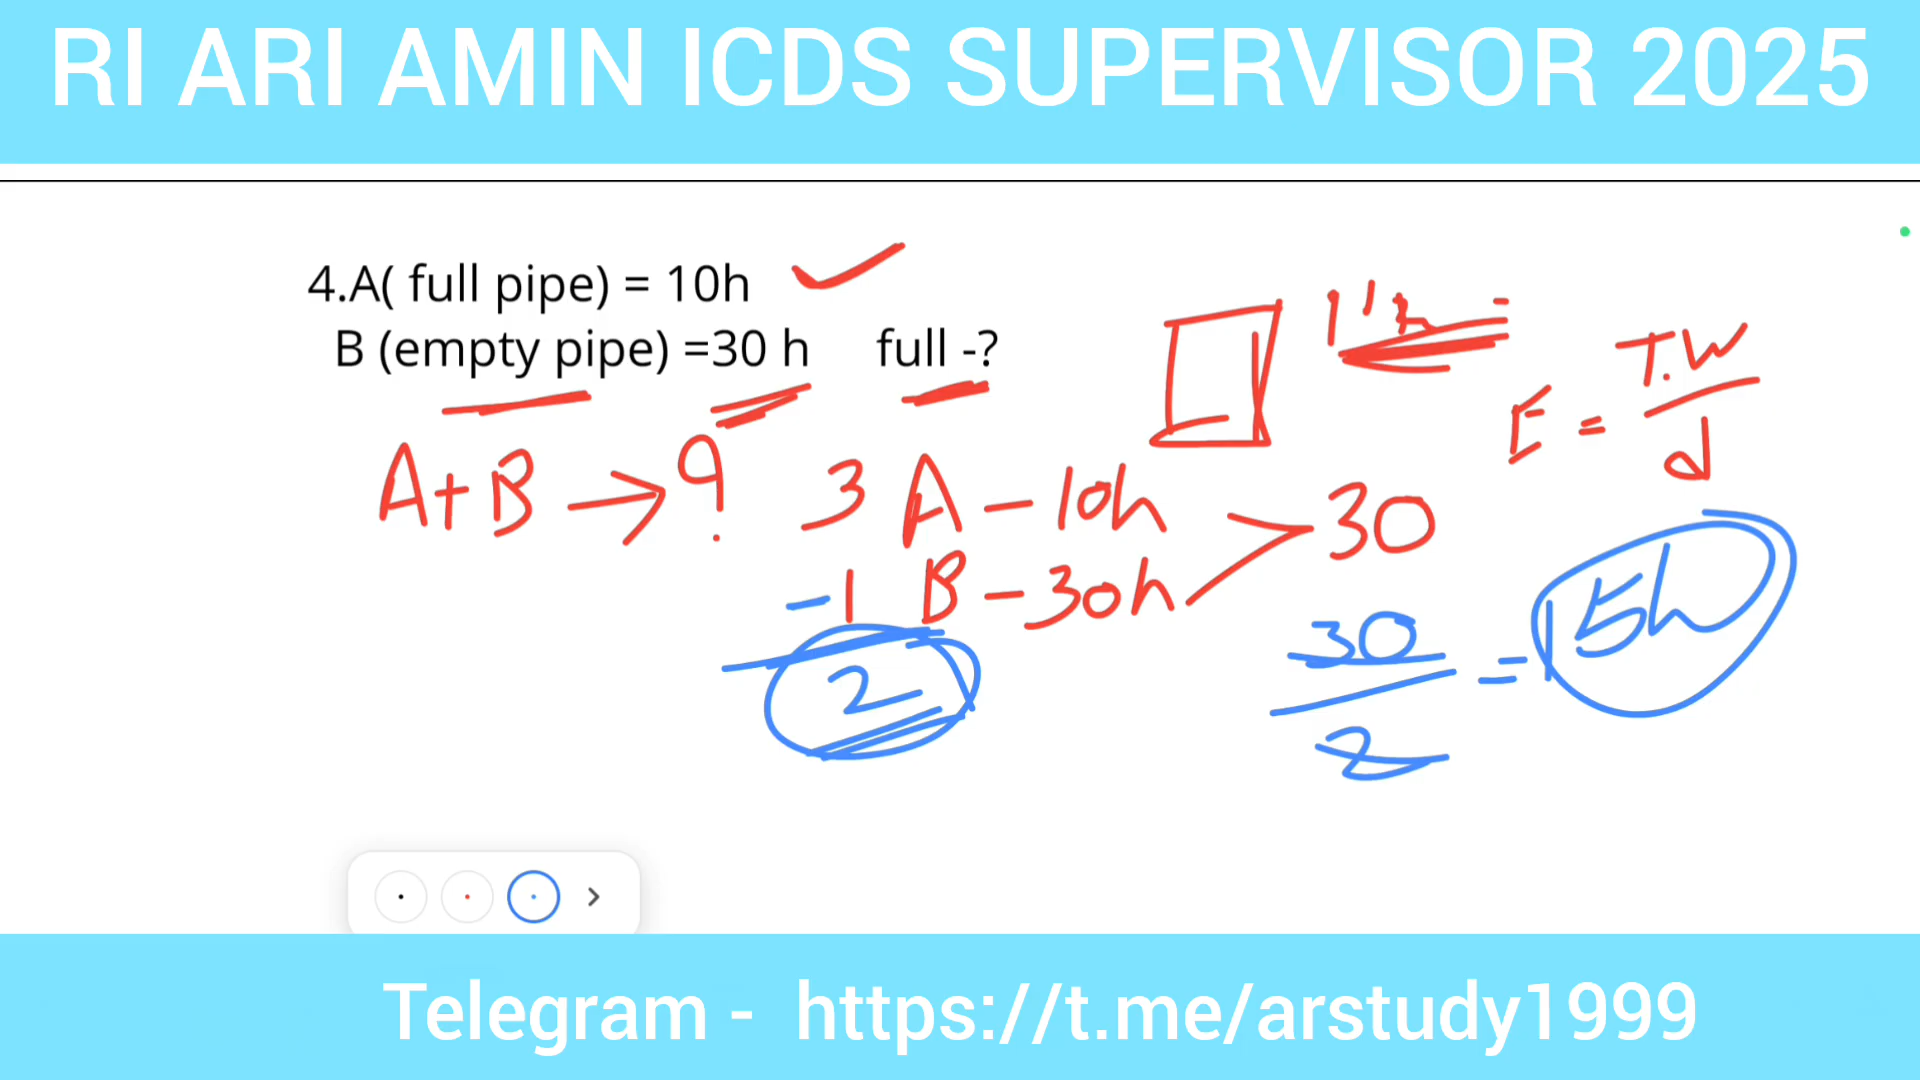 RI ARI AMIN ICDS SUPERVISOR 2025
4.A( full pipe) = 10h
B (empty pipe) =30 h full -?
E = T.W / d
A+B → ?
3 A - 10h
30
-1 B - 30h
2
30 / 2 = 15h
Telegram - https://t.me/arstudy1999